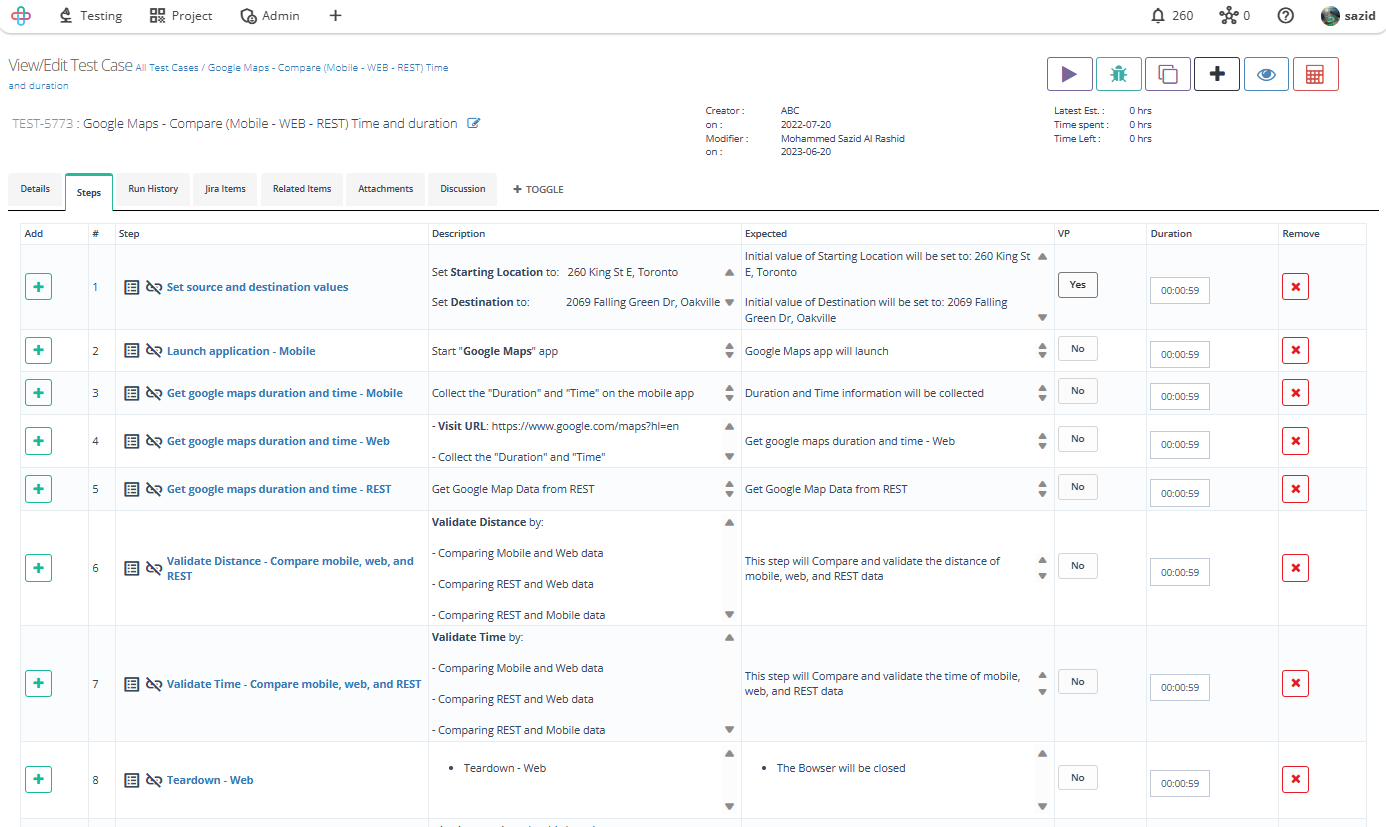 Testing Project Admin 260 0 sazid
View/Edit Test Case All Test Cases / Google Maps - Compare (Mobile - WEB - REST) Time
and duration
TEST-5773 : Google Maps - Compare (Mobile - WEB - REST) Time and duration
Creator : ABC
on : 2022-07-20
Modifier : Mohammed Sazid Al Rashid
on : 2023-06-20
Latest Est. : 0 hrs
Time spent : 0 hrs
Time Left : 0 hrs
Details Steps Run History Jira Items Related Items Attachments Discussion + TOGGLE
Add # Step Description Expected VP Duration Remove
1 Set source and destination values
Set Starting Location to: 260 King St E, Toronto
Set Destination to: 2069 Falling Green Dr, Oakville
Initial value of Starting Location will be set to: 260 King St
E, Toronto
Initial value of Destination will be set to: 2069 Falling
Green Dr, Oakville
Yes 00:00:59
2 Launch application - Mobile Start "Google Maps" app Google Maps app will launch No 00:00:59
3 Get google maps duration and time - Mobile Collect the "Duration" and "Time" on the mobile app Duration and Time information will be collected No 00:00:59
4 Get google maps duration and time - Web
- Visit URL: https://www.google.com/maps?hl=en
- Collect the "Duration" and "Time"
Get google maps duration and time - Web No 00:00:59
5 Get google maps duration and time - REST Get Google Map Data from REST Get Google Map Data from REST No 00:00:59
6 Validate Distance - Compare mobile, web, and
REST
Validate Distance by:
- Comparing Mobile and Web data
- Comparing REST and Web data
- Comparing REST and Mobile data
This step will Compare and validate the distance of
mobile, web, and REST data
No 00:00:59
7 Validate Time - Compare mobile, web, and REST
Validate Time by:
- Comparing Mobile and Web data
- Comparing REST and Web data
- Comparing REST and Mobile data
This step will Compare and validate the time of mobile,
web, and REST data
No 00:00:59
8 Teardown - Web
• Teardown - Web
• The Bowser will be closed
No 00:00:59